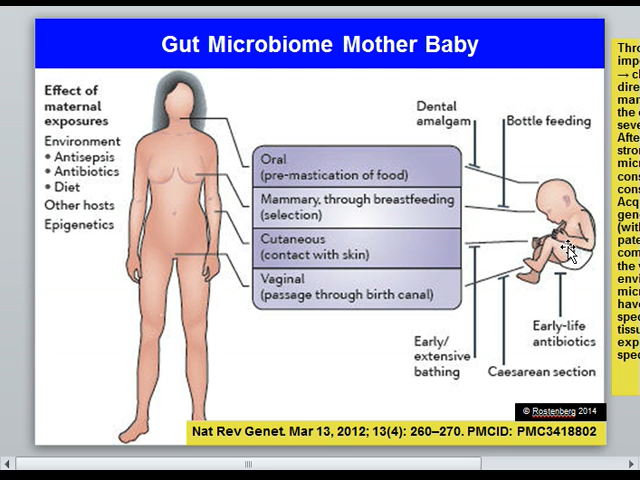 Gut Microbiome Mother Baby
Effect of
maternal
exposures
Environment
• Antisepsis
• Antibiotics
• Diet
Other hosts
Epigenetics
Oral
(pre-mastication of food)
Mammary, through breastfeeding
(selection)
Cutaneous
(contact with skin)
Vaginal
(passage through birth canal)
Dental
amalgam
Bottle feeding
Early/
extensive
bathing
Early-life
antibiotics
Caesarean section
© Rostenberg 2014
Nat Rev Genet. Mar 13, 2012; 13(4): 260–270. PMCID: PMC3418802